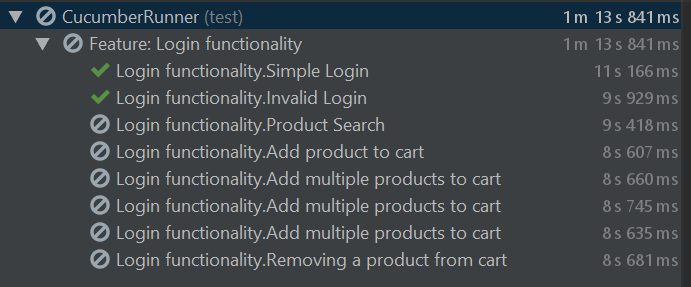 CucumberRunner (test) 1 m 13 s 841 ms
Feature: Login functionality 1 m 13 s 841 ms
Login functionality.Simple Login 11 s 166 ms
Login functionality.Invalid Login 9 s 929 ms
Login functionality.Product Search 9 s 418 ms
Login functionality.Add product to cart 8 s 607 ms
Login functionality.Add multiple products to cart 8 s 660 ms
Login functionality.Add multiple products to cart 8 s 745 ms
Login functionality.Add multiple products to cart 8 s 635 ms
Login functionality.Removing a product from cart 8 s 681 ms